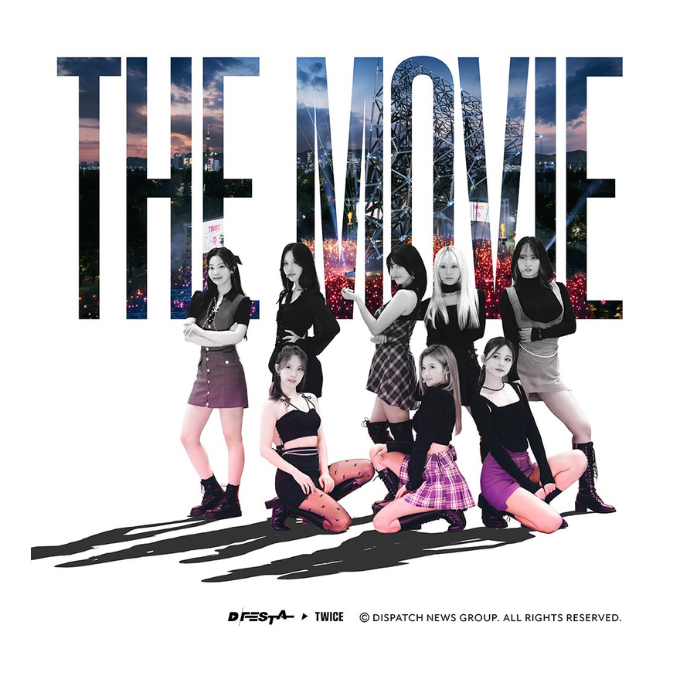 THE MOVIE
D'FESTA ▶ TWICE © DISPATCH NEWS GROUP. ALL RIGHTS RESERVED.